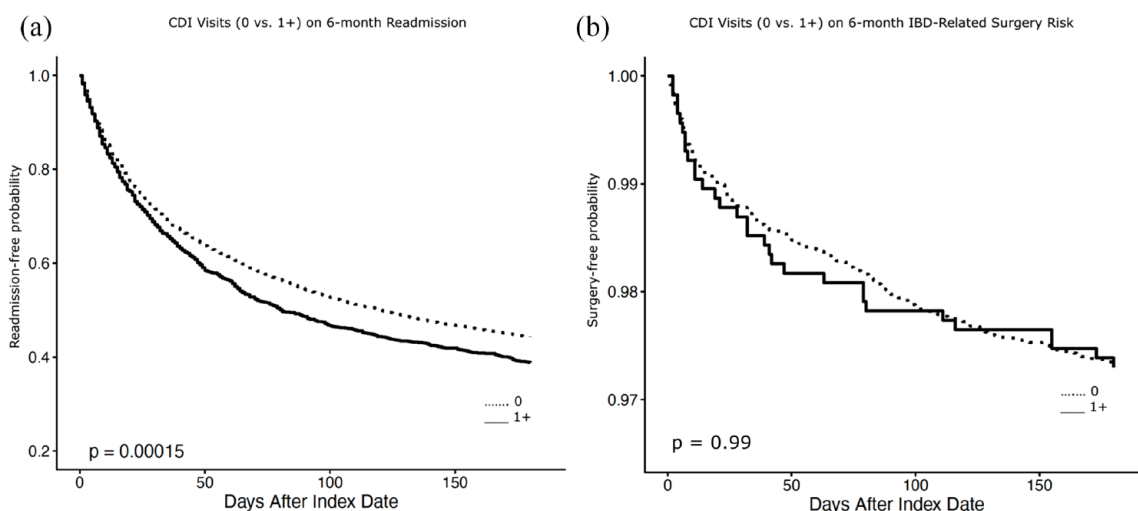 (a)
CDI Visits (0 vs. 1+) on 6-month Readmission
Readmission-free probability
1.0
0.8
0.6
0.4
0.2
0
1+
p = 0.00015
0
50
100
150
Days After Index Date
(b)
CDI Visits (0 vs. 1+) on 6-month IBD-Related Surgery Risk
Surgery-free probability
1.00
0.99
0.98
0.97
0
1+
p = 0.99
0
50
100
150
Days After Index Date